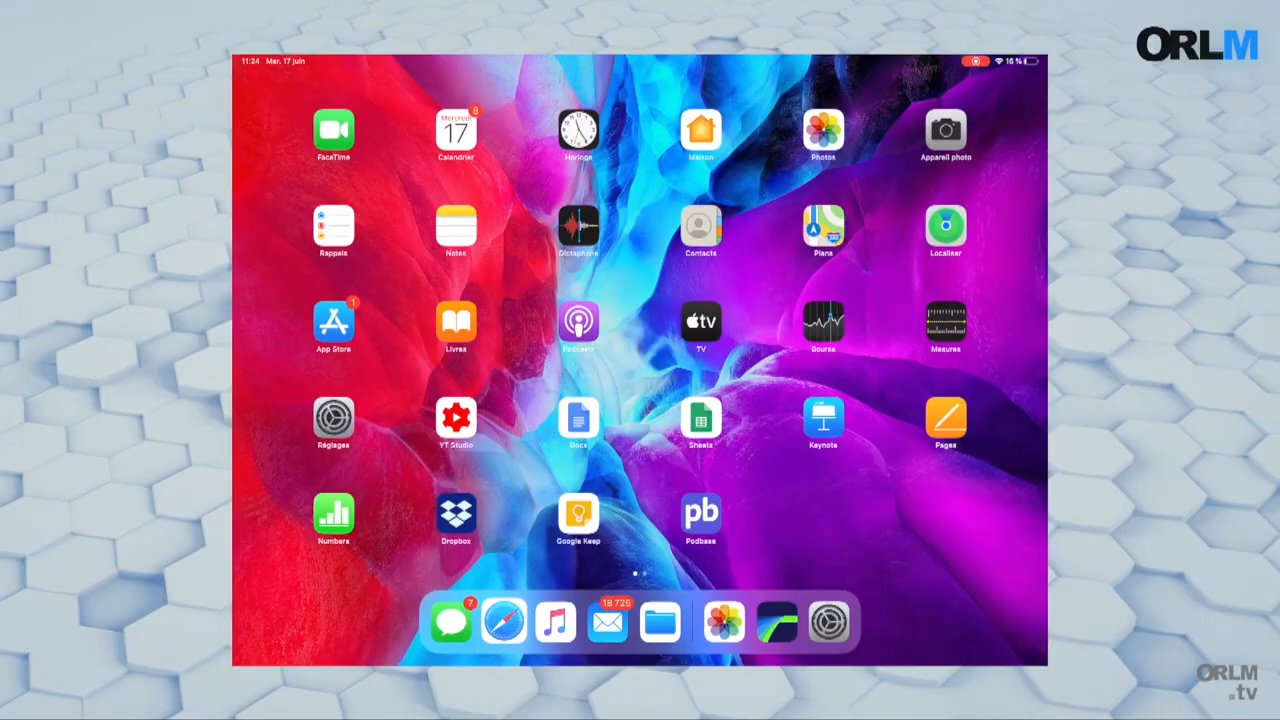 ORLM
11:24 Mer. 17 juin
16 %
8
Mercredi
17
FaceTime
Calendrier
Horloge
Maison
Photos
Appareil photo
Rappels
Notes
Dictaphone
Contacts
Plans
Localiser
1
tv
App Store
Livres
Podcasts
TV
Bourse
Mesures
Réglages
YT Studio
Docs
Sheets
Keynote
Pages
pb
Numbers
Dropbox
Google Keep
Podbase
7
18 725
ORLM
.tv